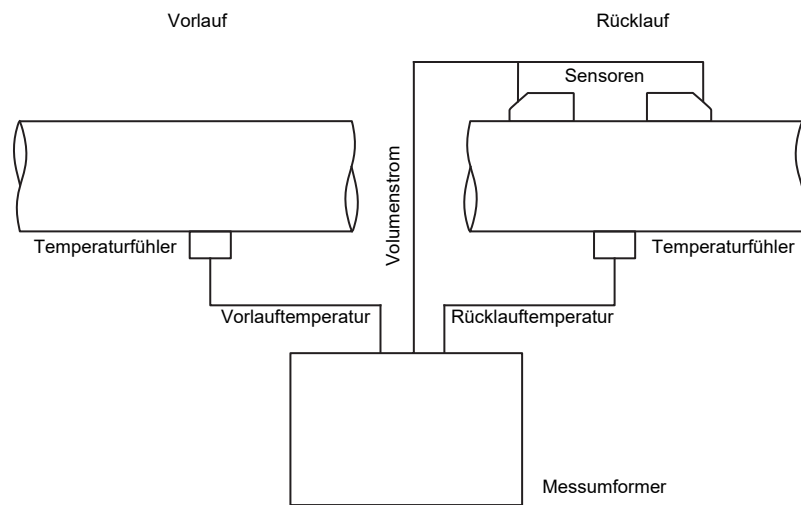 Vorlauf
Rücklauf
Sensoren
Volumenstrom
Temperaturfühler
Temperaturfühler
Vorlauftemperatur
Rücklauftemperatur
Messumformer